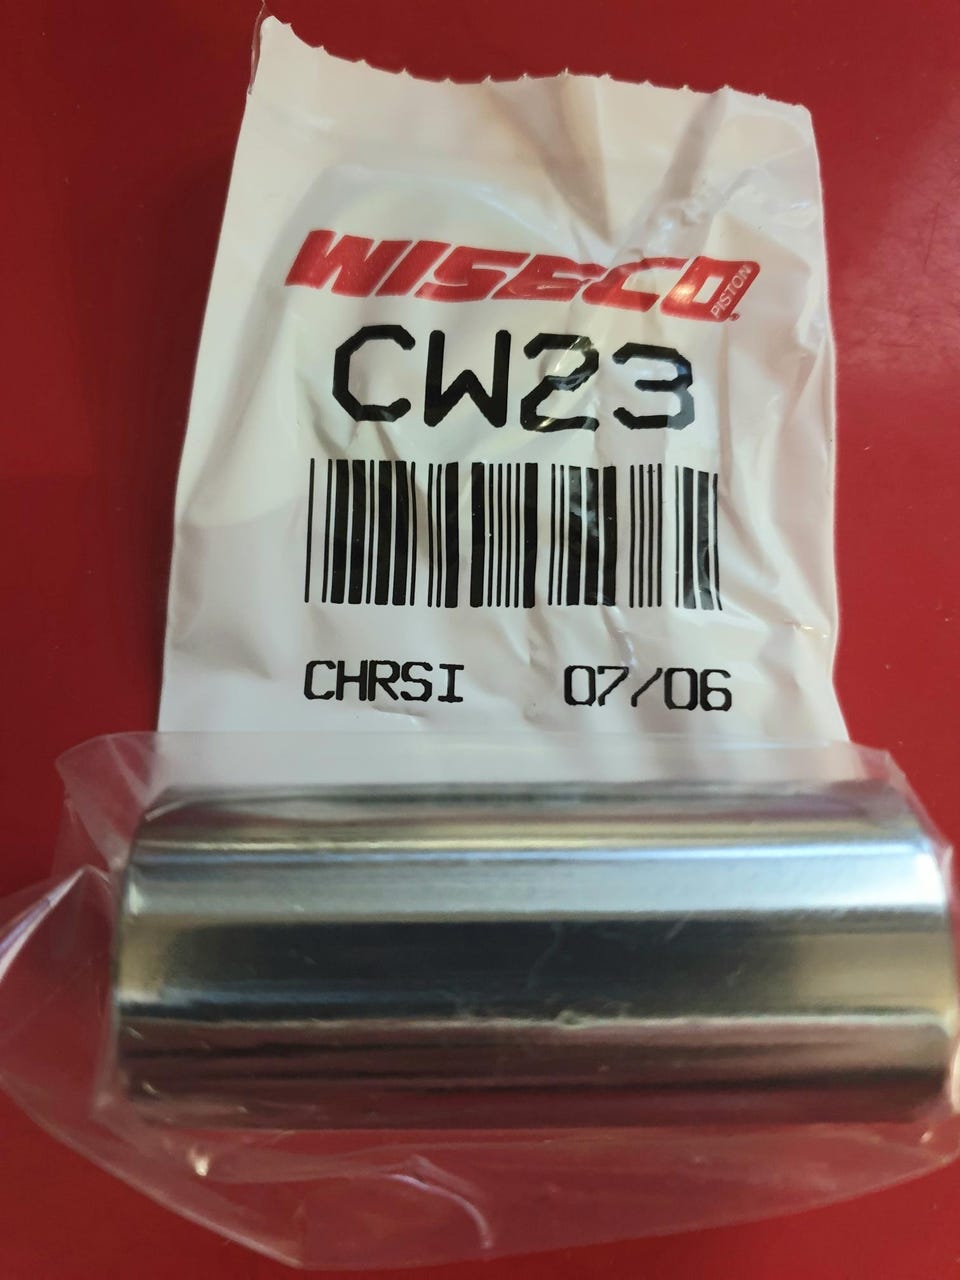 WISECO PISTON
CW23
CHRSI 07/06